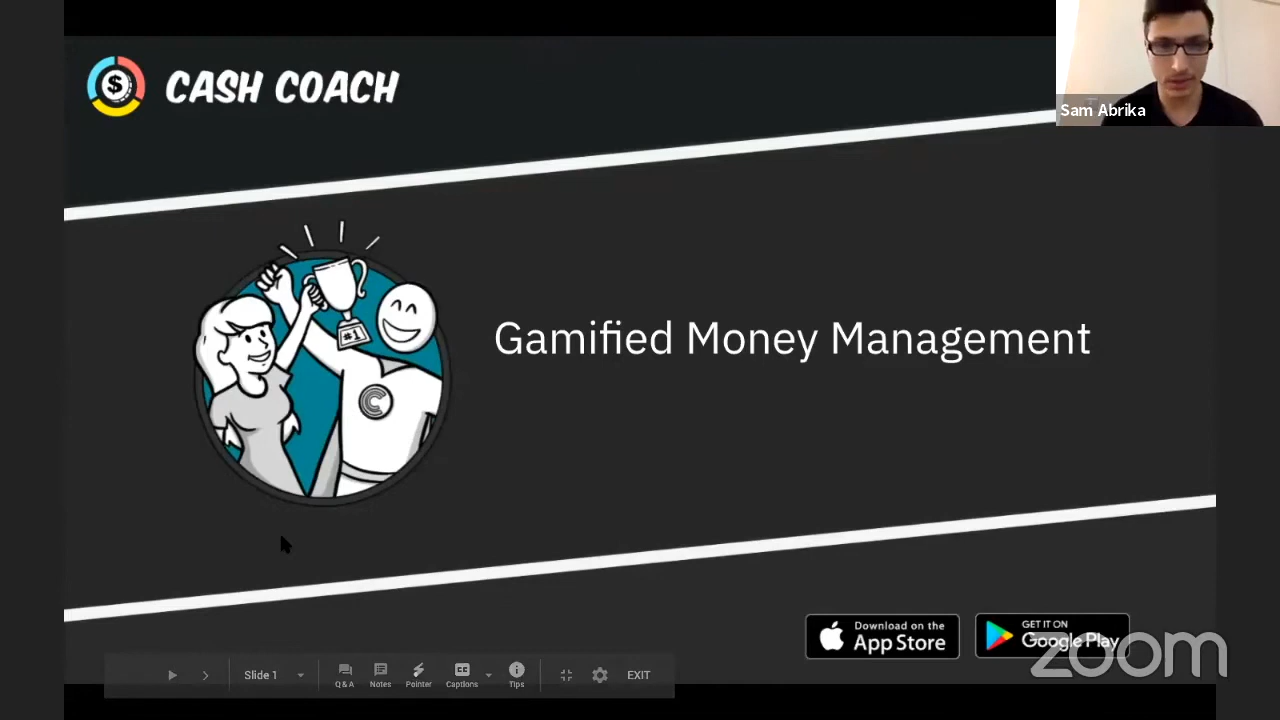 CASH COACH
Sam Abrika
#1
Gamified Money Management
Download on the
App Store
GET IT ON
Google Play
zoom
Slide 1
Q&A
Notes
Pointer
Captions
Tips
EXIT